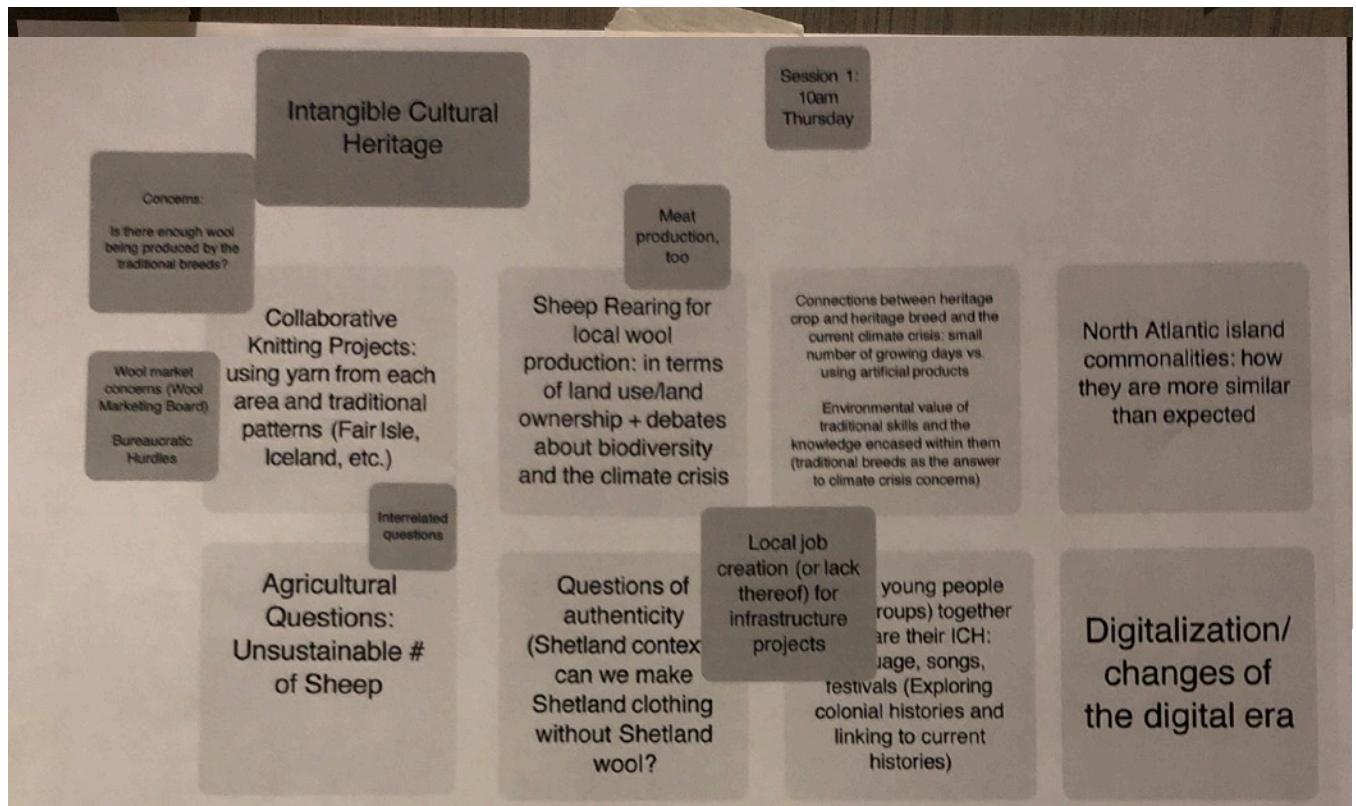 Intangible Cultural
Heritage
Session 1:
10am
Thursday
Concerns:
Is there enough wool
being produced by the
traditional breeds?
Meat
production,
too
Collaborative
Knitting Projects:
using yarn from each
area and traditional
patterns (Fair Isle,
Iceland, etc.)
Wool market
concerns (Wool
Marketing Board)
Bureaucratic
Hurdles
Sheep Rearing for
local wool
production: in terms
of land use/land
ownership + debates
about biodiversity
and the climate crisis
Connections between heritage
crop and heritage breed and the
current climate crisis: small
number of growing days vs.
using artificial products
Environmental value of
traditional skills and the
knowledge encased within them
(traditional breeds as the answer
to climate crisis concerns)
North Atlantic island
commonalities: how
they are more similar
than expected
Interrelated
questions
Agricultural
Questions:
Unsustainable #
of Sheep
Questions of
authenticity
(Shetland contex
can we make
Shetland clothing
without Shetland
wool?
Local job
creation (or lack
thereof) for
infrastructure
projects
young people
roups) together
are their ICH:
uage, songs,
festivals (Exploring
colonial histories and
linking to current
histories)
Digitalization/
changes of
the digital era